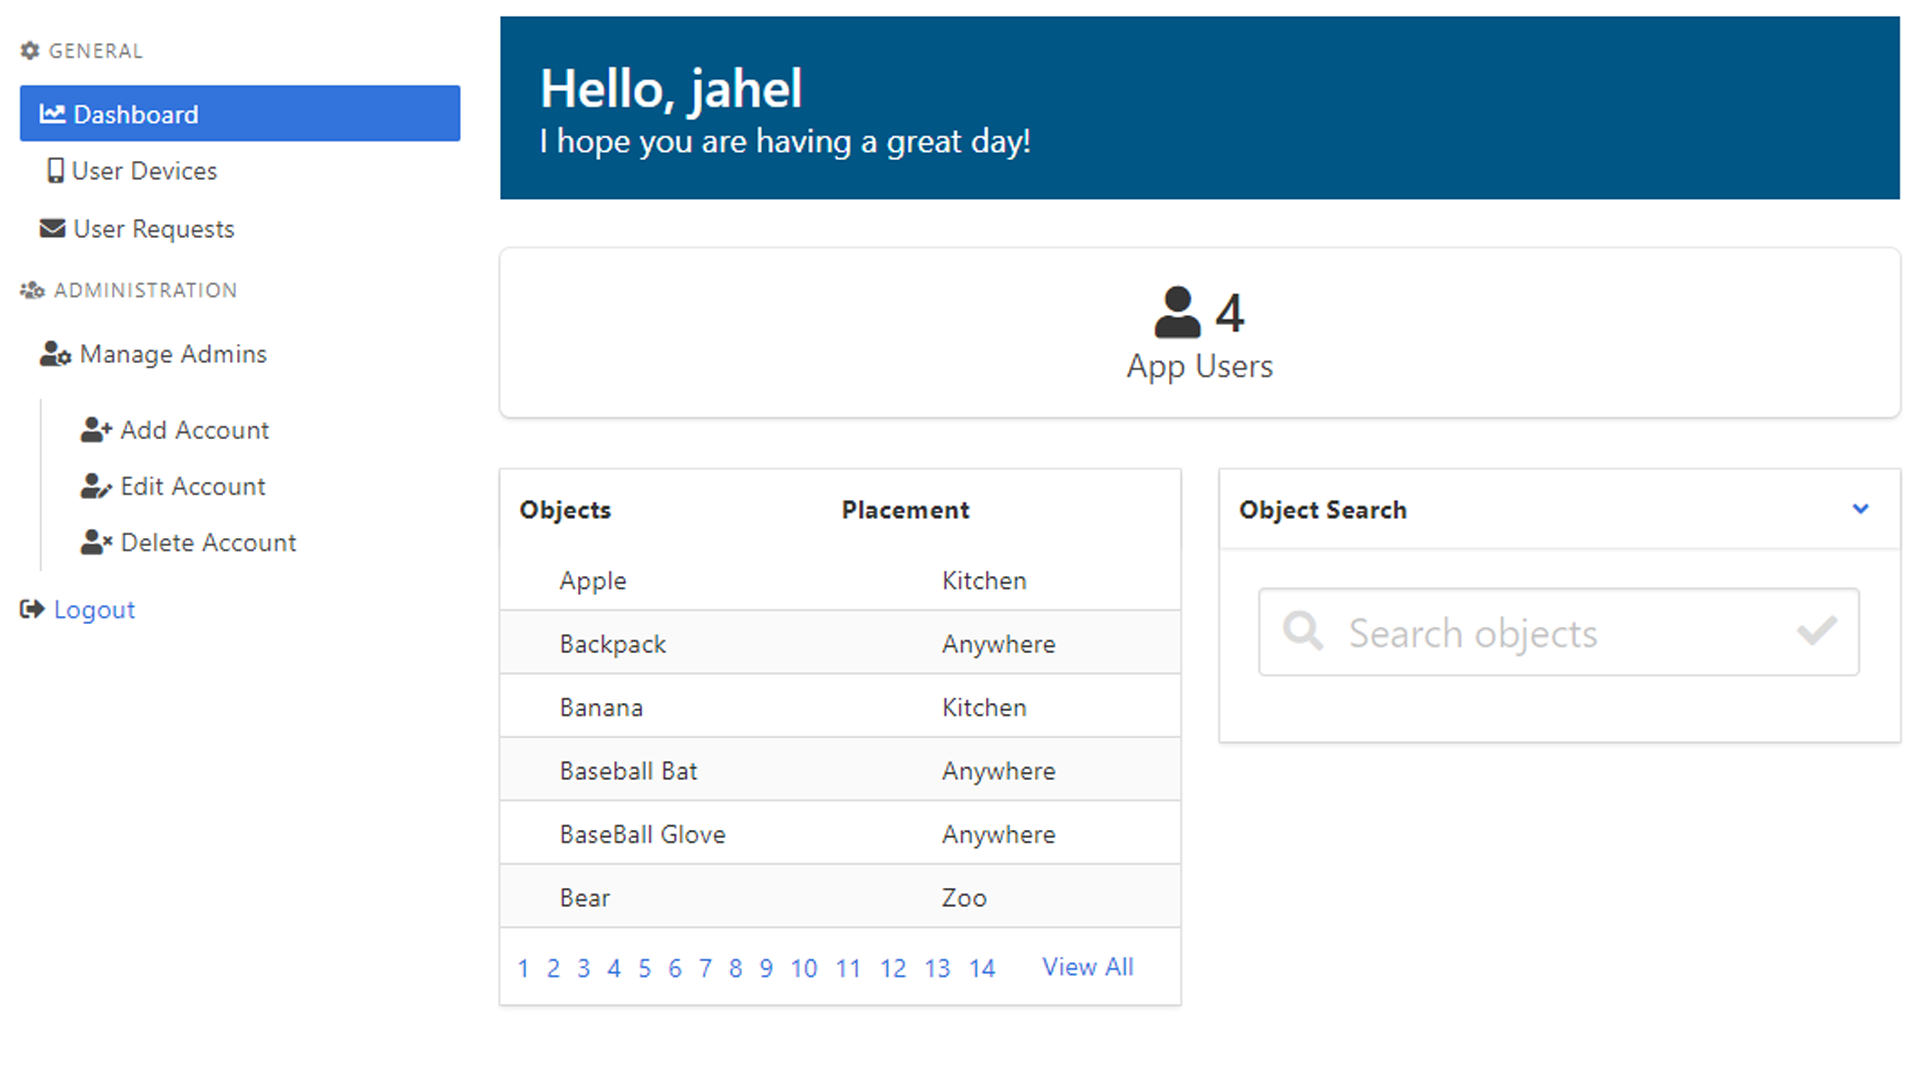 GENERAL
Dashboard
User Devices
User Requests
ADMINISTRATION
Manage Admins
Add Account
Edit Account
Delete Account
Logout
Hello, jahel
I hope you are having a great day!
4
App Users
Objects Placement
Apple Kitchen
Backpack Anywhere
Banana Kitchen
Baseball Bat Anywhere
BaseBall Glove Anywhere
Bear Zoo
1 2 3 4 5 6 7 8 9 10 11 12 13 14 View All
Object Search
Search objects